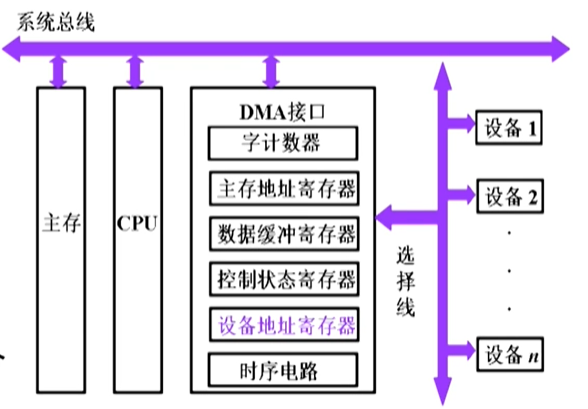 系统总线
主存
CPU
DMA接口
字计数器
主存地址寄存器
数据缓冲寄存器
控制状态寄存器
设备地址寄存器
时序电路
选择线
设备 1
设备 2
设备 n